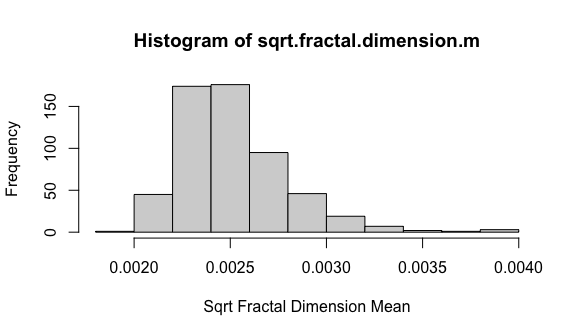 Histogram of sqrt.fractal.dimension.m
Frequency
150
100
50
0
0.0020 0.0025 0.0030 0.0035 0.0040
Sqrt Fractal Dimension Mean